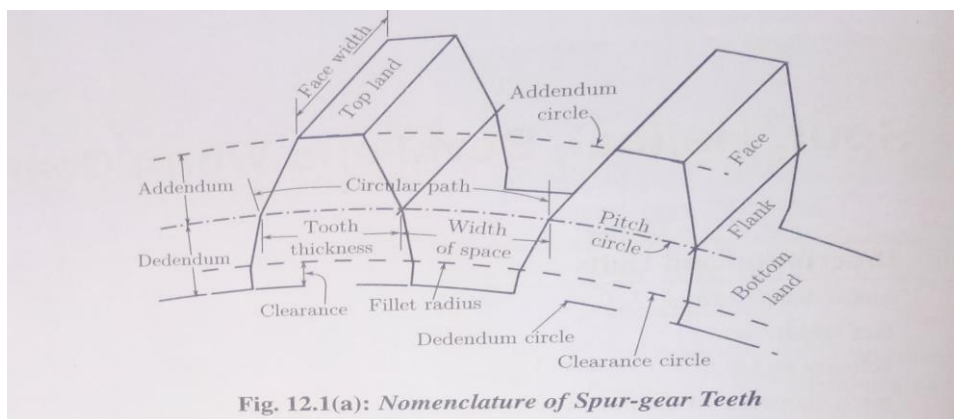 Face width
Top land
Addendum
circle
Face
Addendum
Circular path
Tooth
thickness
Width
of space
Pitch
circle
Flank
Dedendum
Bottom
land
Clearance
Fillet radius
Dedendum circle
Clearance circle
Fig. 12.1(a): Nomenclature of Spur-gear Teeth